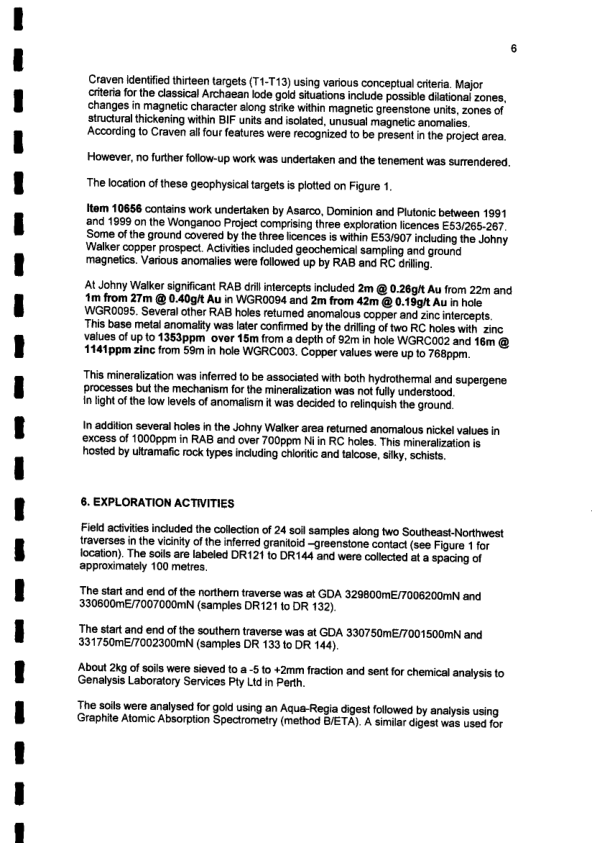 6
Craven Identified thirteen targets (T1-T13) using various conceptual criteria. Major
criteria for the classical Archaean lode gold situations include possible dilational zones,
changes in magnetic character along strike within magnetic greenstone units, zones of
structural thickening within BIF units and isolated, unusual magnetic anomalies.
According to Craven all four features were recognized to be present in the project area.
However, no further follow-up work was undertaken and the tenement was surrendered.
The location of these geophysical targets is plotted on Figure 1.
Item 10656 contains work undertaken by Asarco, Dominion and Plutonic between 1991
and 1999 on the Wonganoo Project comprising three exploration licences E53/265-267.
Some of the ground covered by the three licences is within E53/907 including the Johny
Walker copper prospect. Activities included geochemical sampling and ground
magnetics. Various anomalies were followed up by RAB and RC drilling.
At Johny Walker significant RAB drill intercepts included 2m @ 0.26g/t Au from 22m and
1m from 27m @ 0.40g/t Au in WGR0094 and 2m from 42m @ 0.19g/t Au in hole
WGR0095. Several other RAB holes returned anomalous copper and zinc intercepts.
This base metal anomality was later confirmed by the drilling of two RC holes with zinc
values of up to 1353ppm over 15m from a depth of 92m in hole WGRC002 and 16m @
1141ppm zinc from 59m in hole WGRC003. Copper values were up to 768ppm.
This mineralization was inferred to be associated with both hydrothermal and supergene
processes but the mechanism for the mineralization was not fully understood.
In light of the low levels of anomalism it was decided to relinquish the ground.
In addition several holes in the Johny Walker area returned anomalous nickel values in
excess of 1000ppm in RAB and over 700ppm Ni in RC holes. This mineralization is
hosted by ultramafic rock types including chloritic and talcose, silky, schists.
6. EXPLORATION ACTIVITIES
Field activities included the collection of 24 soil samples along two Southeast-Northwest
traverses in the vicinity of the inferred granitoid –greenstone contact (see Figure 1 for
location). The soils are labeled DR121 to DR144 and were collected at a spacing of
approximately 100 metres.
The start and end of the northern traverse was at GDA 329800mE/7006200mN and
330600mE/7007000mN (samples DR121 to DR 132).
The start and end of the southern traverse was at GDA 330750mE/7001500mN and
331750mE/7002300mN (samples DR 133 to DR 144).
About 2kg of soils were sieved to a -5 to +2mm fraction and sent for chemical analysis to
Genalysis Laboratory Services Pty Ltd in Perth.
The soils were analysed for gold using an Aqua-Regia digest followed by analysis using
Graphite Atomic Absorption Spectrometry (method B/ETA). A similar digest was used for